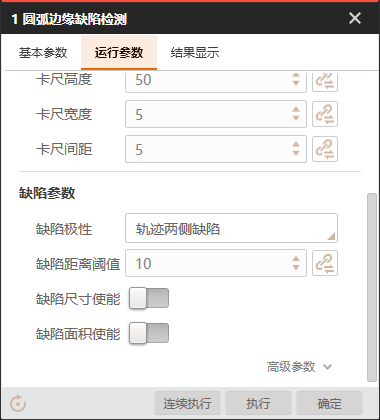 1 圆弧边缘缺陷检测
基本参数 运行参数 结果显示
卡尺高度 50
卡尺宽度 5
卡尺间距 5
缺陷参数
缺陷极性 轨迹两侧缺陷
缺陷距离阈值 10
缺陷尺寸使能
缺陷面积使能
高级参数
连续执行 执行 确定